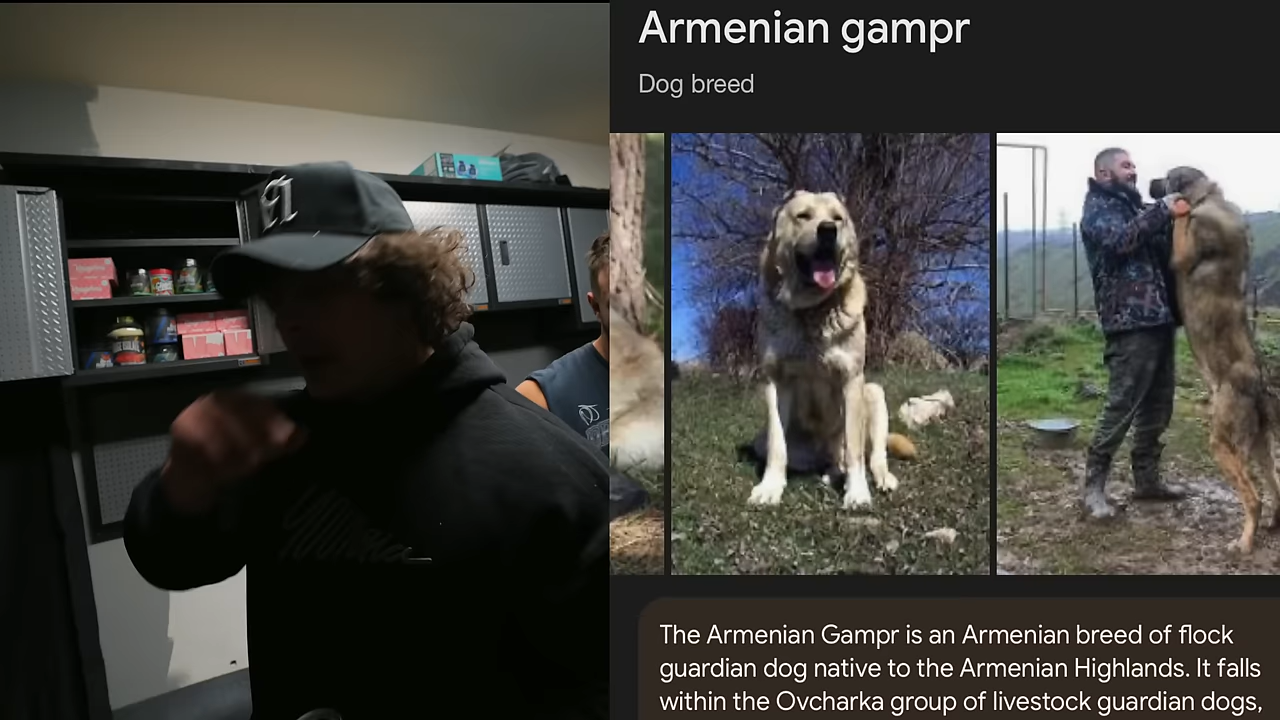 Armenian gampr
Dog breed
The Armenian Gampr is an Armenian breed of flock
guardian dog native to the Armenian Highlands. It falls
within the Ovcharka group of livestock guardian dogs,